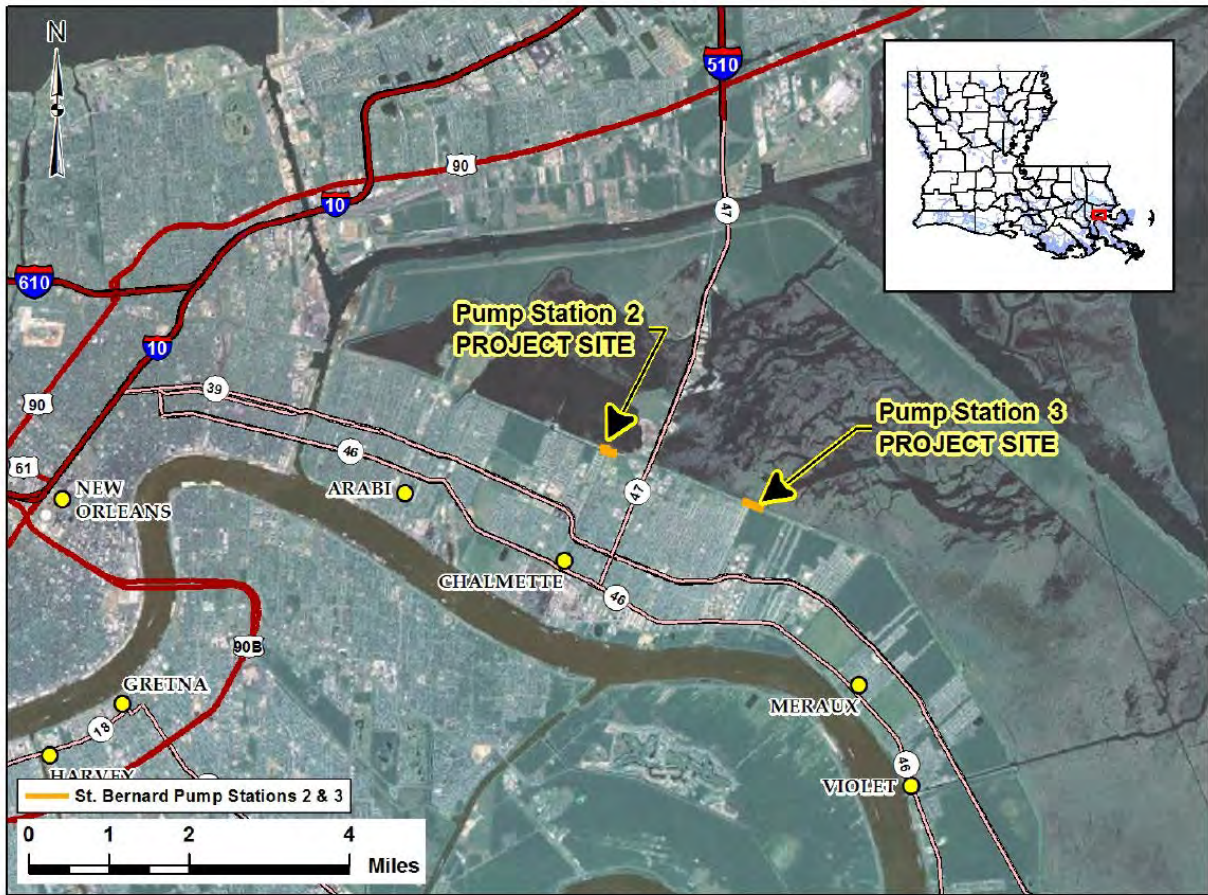 N
510
90
10
47
610
Pump Station 2
PROJECT SITE
10
39
Pump Station 3
PROJECT SITE
90
46
61
NEW
ORLEANS
ARABI
47
CHALMETTE
46
90B
GRETNA
MERAUX
18
HARVEY
46
VIOLET
St. Bernard Pump Stations 2 & 3
0 1 2 4
Miles